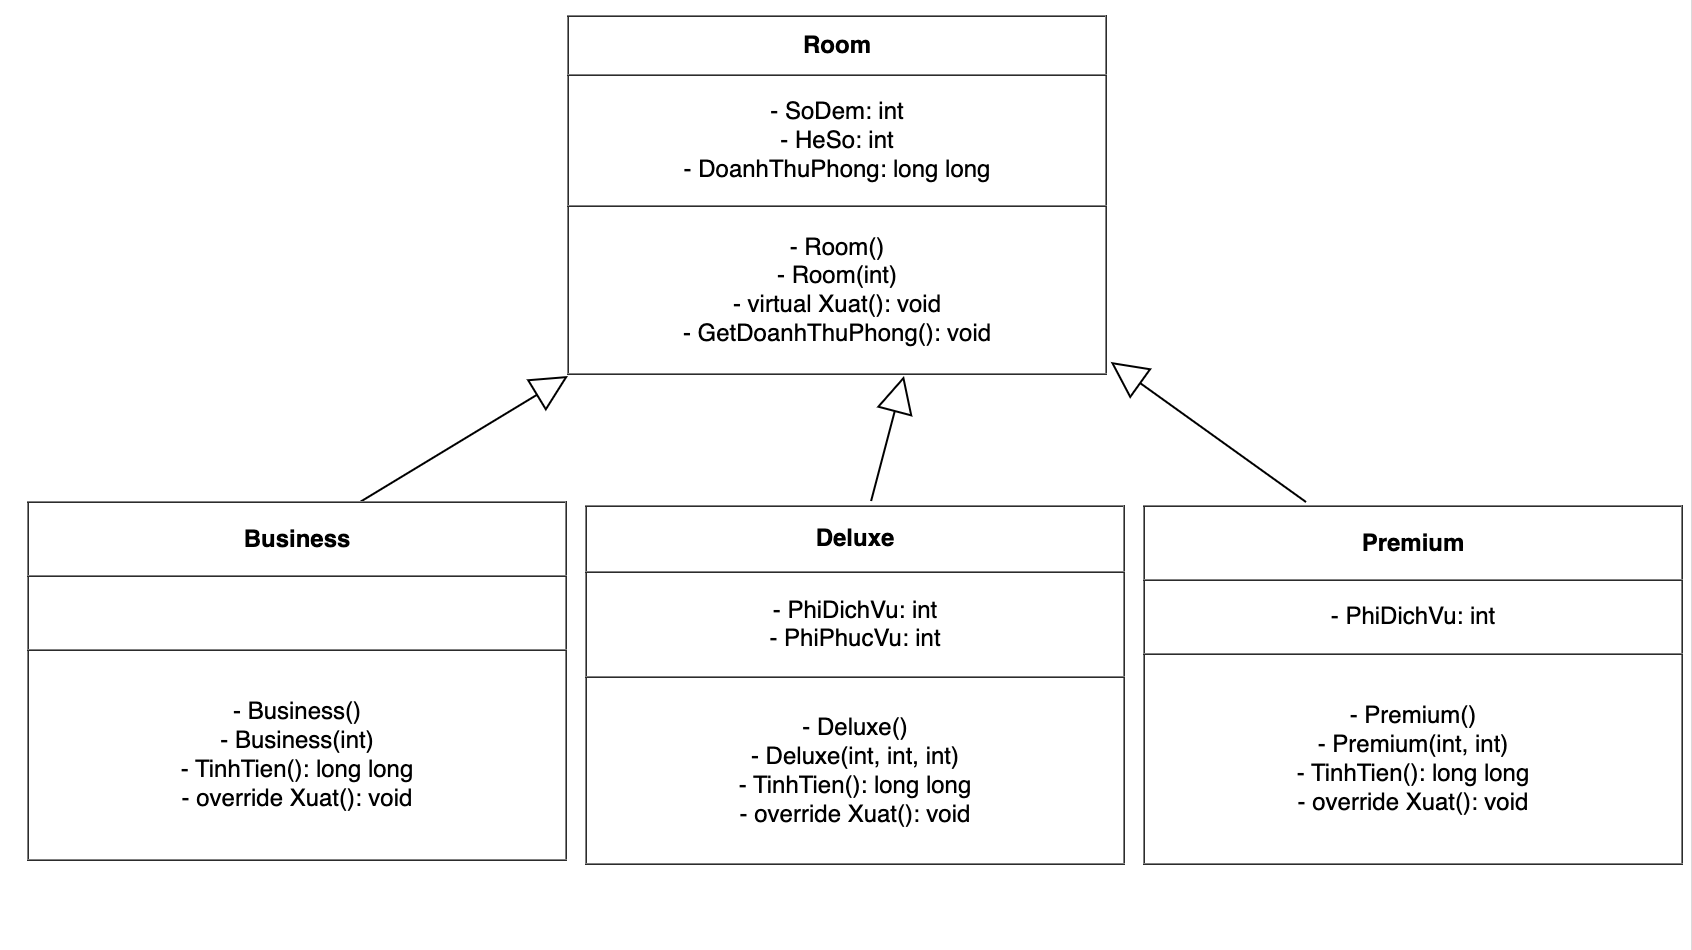 Room
- SoDem: int
- HeSo: int
- DoanhThuPhong: long long
- Room()
- Room(int)
- virtual Xuat(): void
- GetDoanhThuPhong(): void
Business
- Business()
- Business(int)
- TinhTien(): long long
- override Xuat(): void
Deluxe
- PhiDichVu: int
- PhiPhucVu: int
- Deluxe()
- Deluxe(int, int, int)
- TinhTien(): long long
- override Xuat(): void
Premium
- PhiDichVu: int
- Premium()
- Premium(int, int)
- TinhTien(): long long
- override Xuat(): void